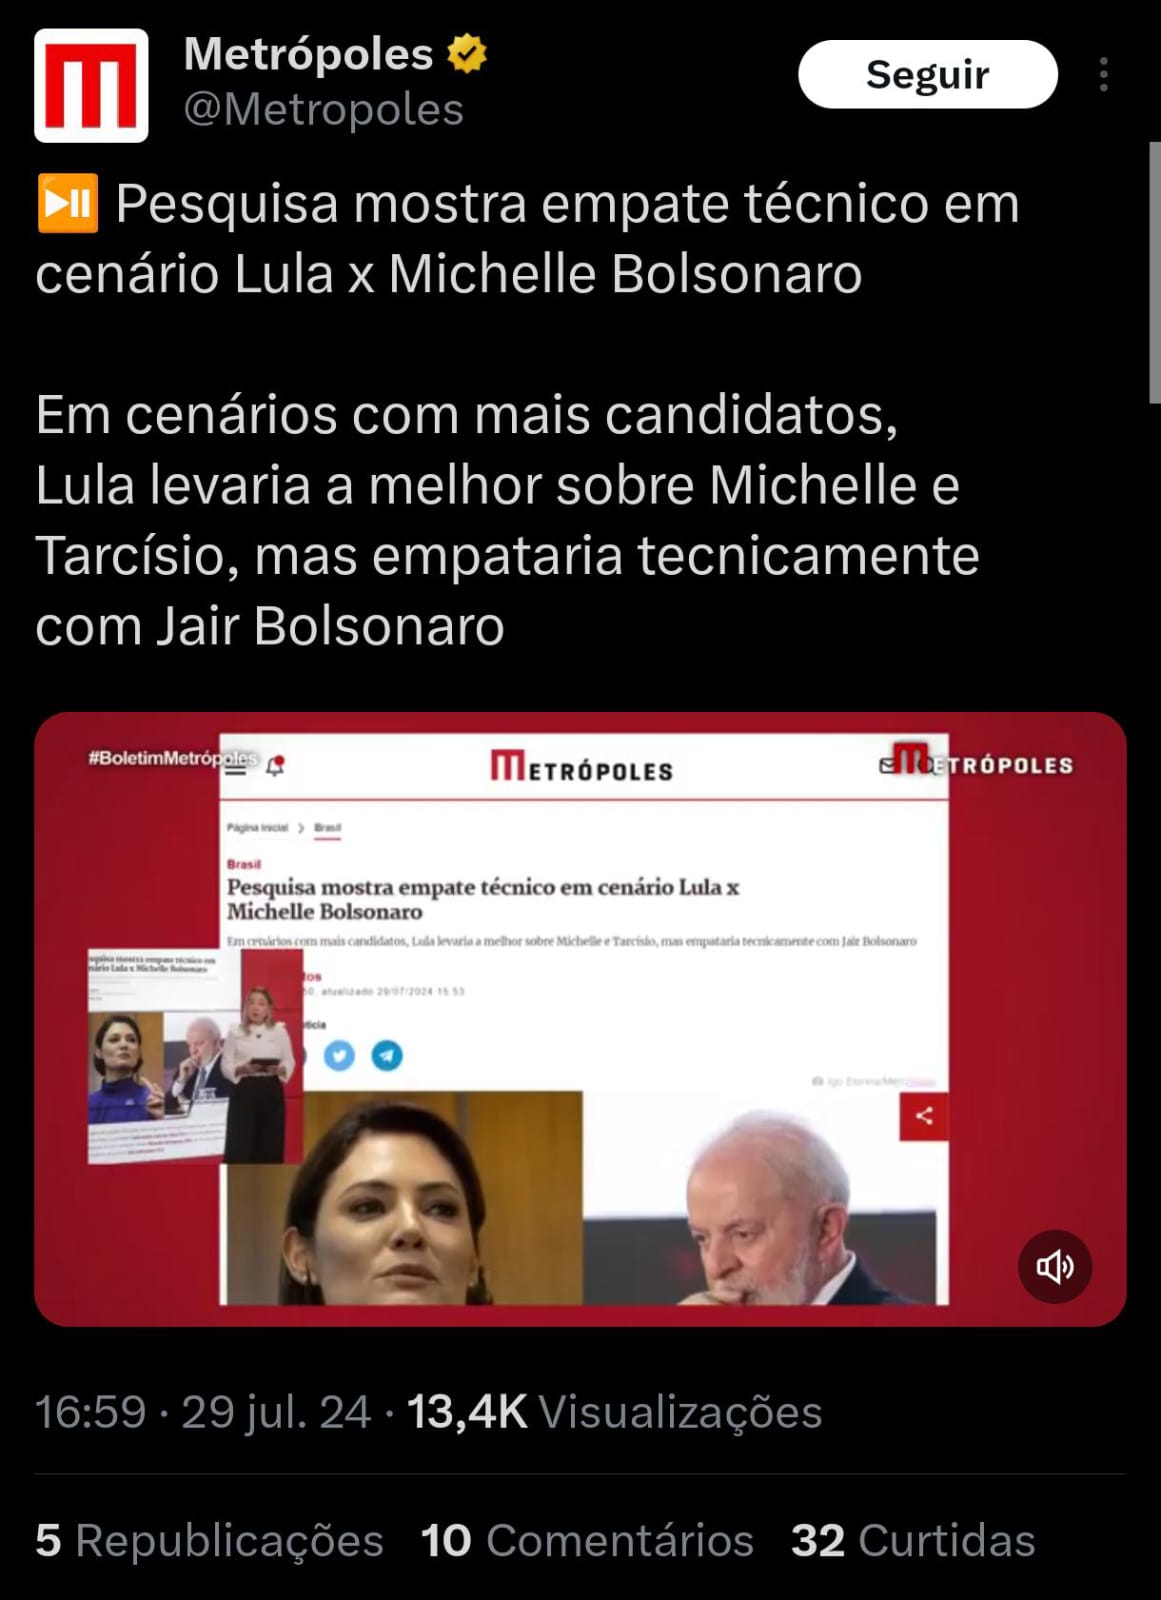 Metrópoles
@Metropoles
Seguir
Pesquisa mostra empate técnico em
cenário Lula x Michelle Bolsonaro
Em cenários com mais candidatos,
Lula levaria a melhor sobre Michelle e
Tarcísio, mas empataria tecnicamente
com Jair Bolsonaro
#BoletimMetrópoles
METRÓPOLES
METRÓPOLES
Página Inicial > Brasil
Brasil
Pesquisa mostra empate técnico em cenário Lula x
Michelle Bolsonaro
Em cenários com mais candidatos, Lula levaria a melhor sobre Michelle e Tarcísio, mas empataria tecnicamente com Jair Bolsonaro
atualizado 29/07/2024 15:53
16:59 · 29 jul. 24 · 13,4K Visualizações
5 Republicações 10 Comentários 32 Curtidas